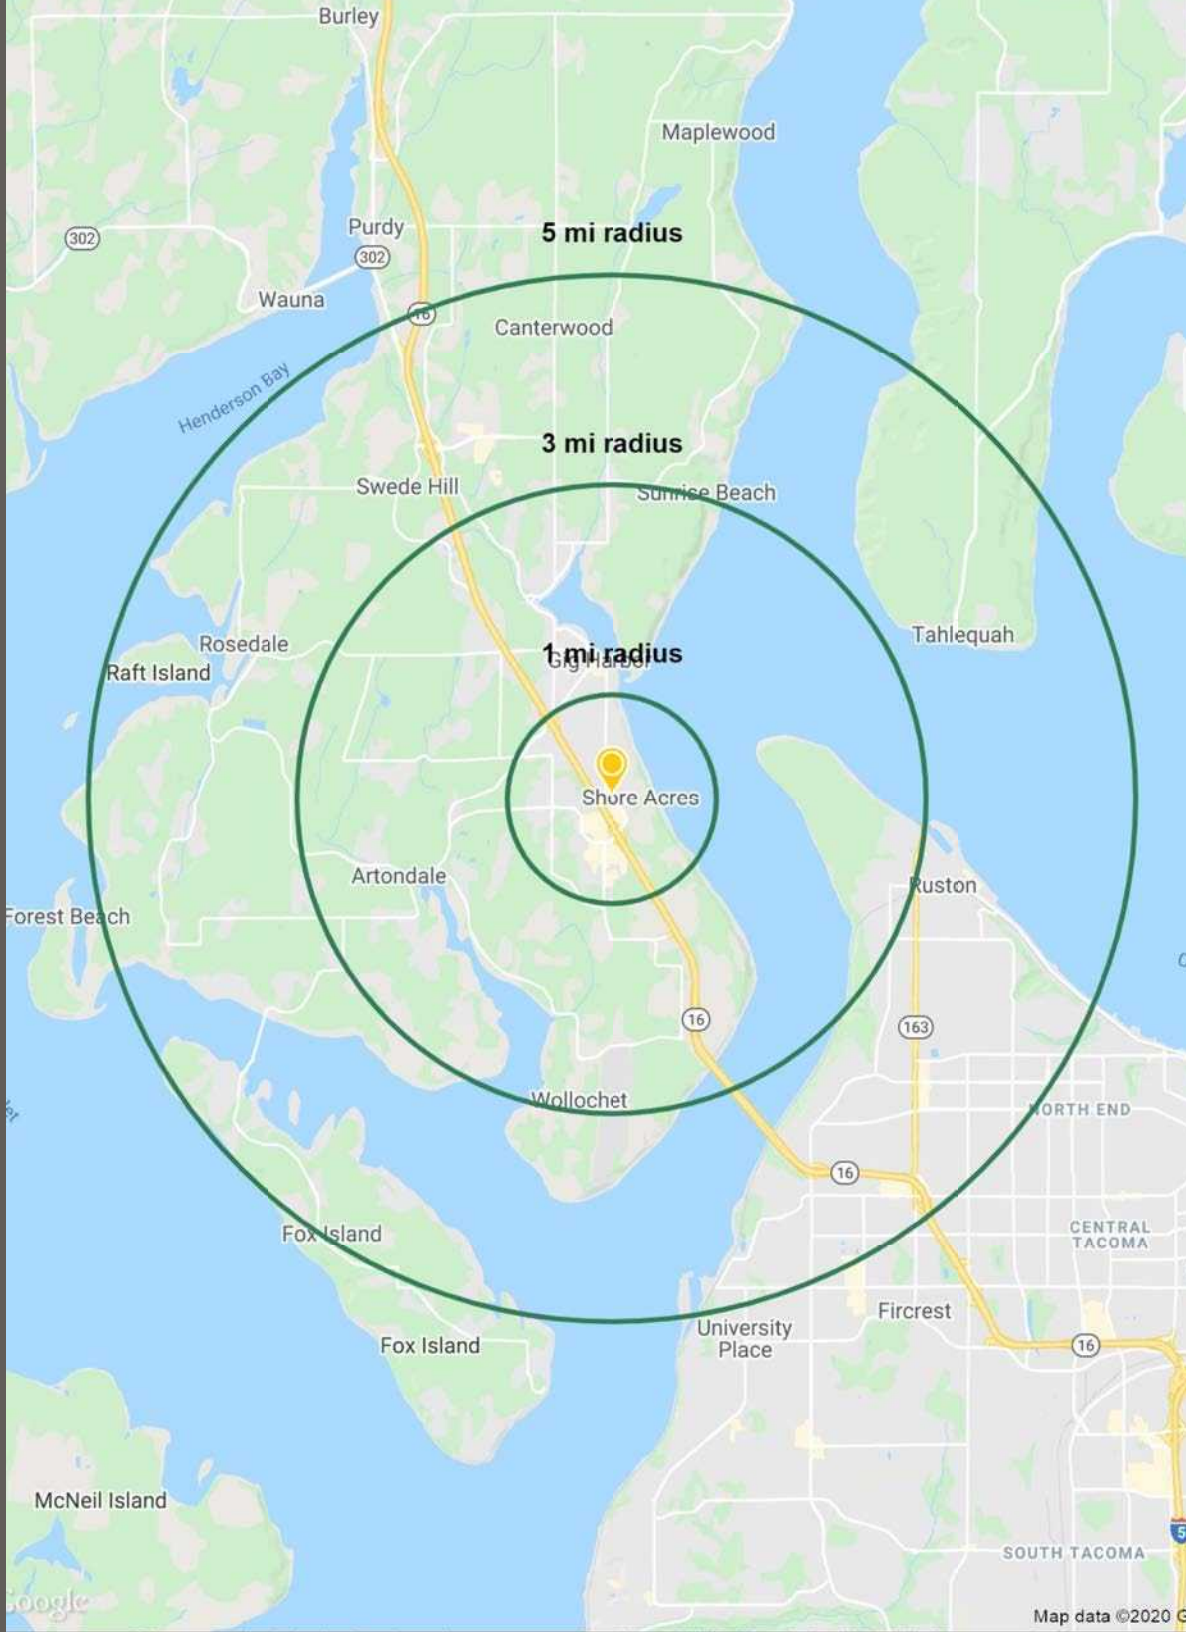 Burley
Maplewood
Purdy
5 mi radius
302
302
Wauna
16
Canterwood
Henderson Bay
3 mi radius
Swede Hill
Sunrise Beach
Tahlequah
Rosedale
1 mi radius
Gig Harbor
Raft Island
Shore Acres
Artondale
Ruston
Forest Beach
16
163
Wollochet
NORTH END
16
Fox Island
CENTRAL
TACOMA
Fircrest
University
Place
Fox Island
16
McNeil Island
5
SOUTH TACOMA
Google
Map data ©2020 G